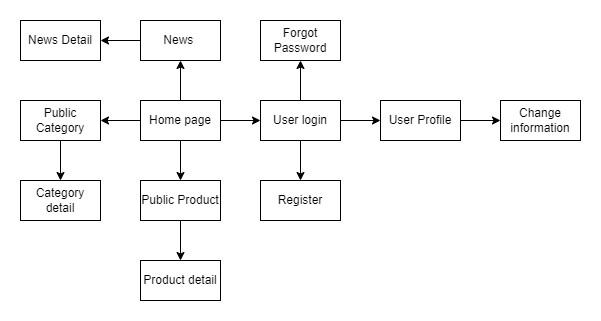 News Detail
News
Forgot
Password
Public
Category
Home page
User login
User Profile
Change
information
Category
detail
Public Product
Register
Product detail